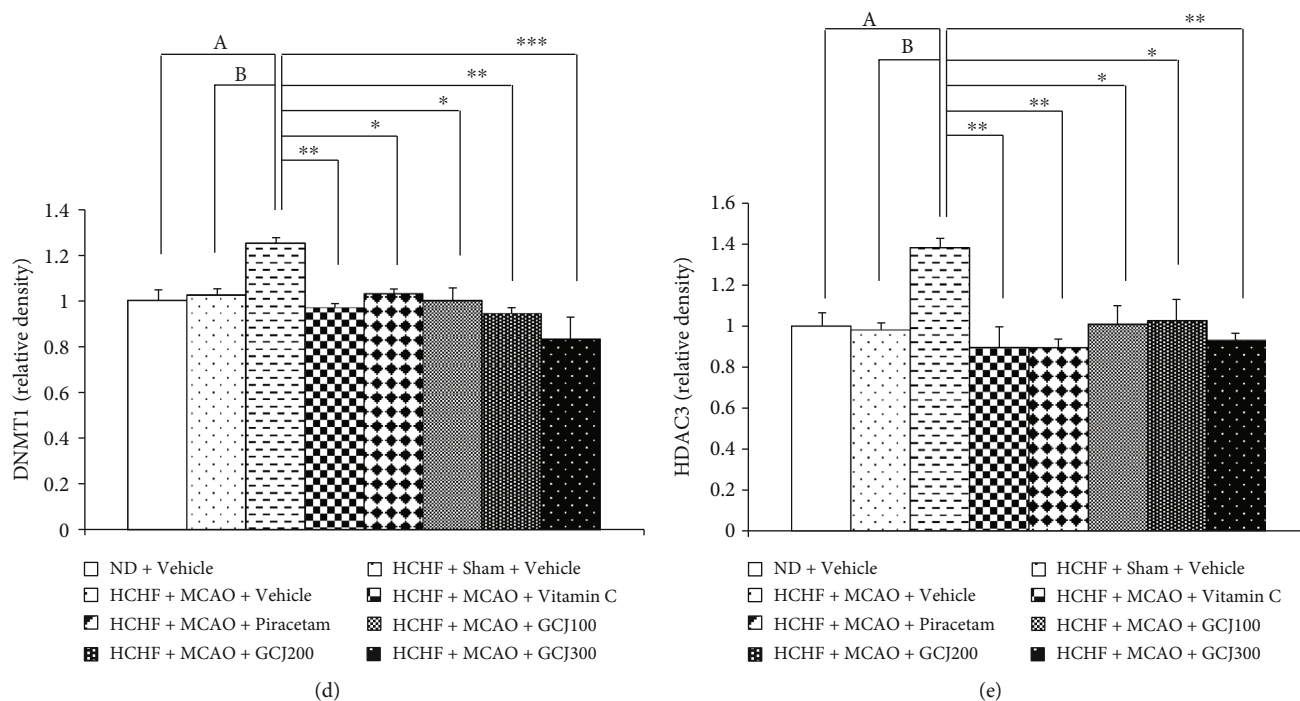 A
B
***
**
*
*
**
DNMT1 (relative density)
1.4
1.2
1
0.8
0.6
0.4
0.2
0
ND + Vehicle
HCHF + Sham + Vehicle
HCHF + MCAO + Vehicle
HCHF + MCAO + Vitamin C
HCHF + MCAO + Piracetam
HCHF + MCAO + GCJ100
HCHF + MCAO + GCJ200
HCHF + MCAO + GCJ300
(d)
A
B
**
*
*
**
**
HDAC3 (relative density)
1.6
1.4
1.2
1
0.8
0.6
0.4
0.2
0
ND + Vehicle
HCHF + Sham + Vehicle
HCHF + MCAO + Vehicle
HCHF + MCAO + Vitamin C
HCHF + MCAO + Piracetam
HCHF + MCAO + GCJ100
HCHF + MCAO + GCJ200
HCHF + MCAO + GCJ300
(e)